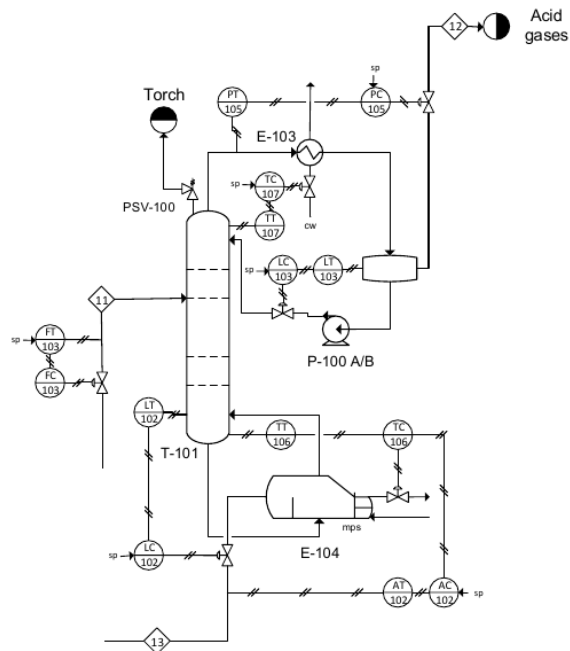 12
Acid
gases
sp
PT
105
PC
105
Torch
E-103
PSV-100
sp
TC
107
TT
107
cw
sp
LC
103
LT
103
11
P-100 A/B
sp
FT
103
FC
103
LT
102
T-101
TT
106
TC
106
mps
E-104
sp
LC
102
AT
102
AC
102
sp
13